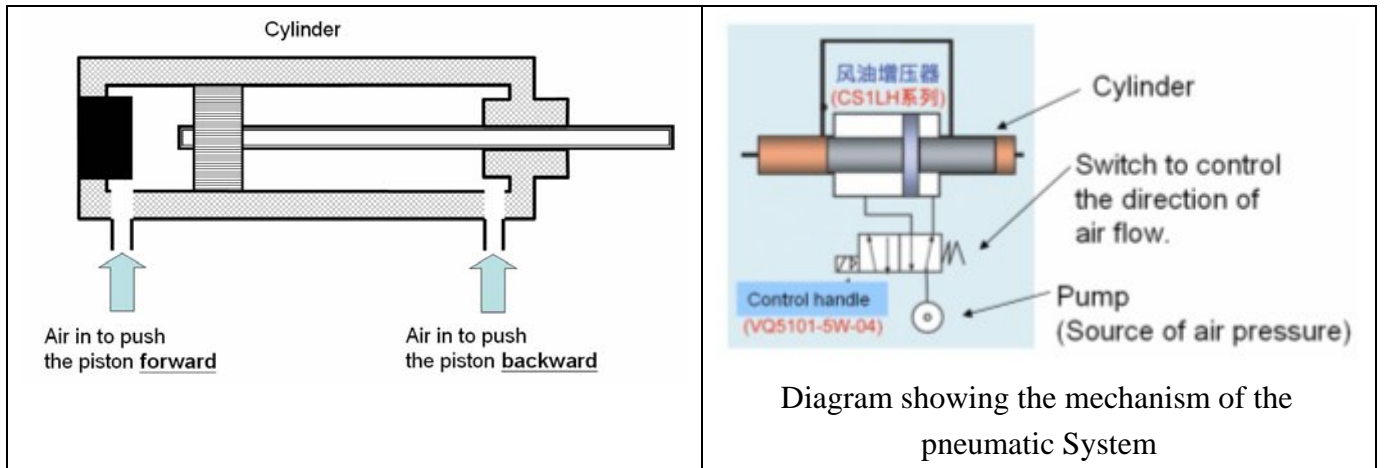 Cylinder
Air in to push
the piston forward
Air in to push
the piston backward
风油增压器
(CS1LH系列)
Cylinder
Switch to control
the direction of
air flow.
Control handle
(VQ5101-5W-04)
Pump
(Source of air pressure)
Diagram showing the mechanism of the
pneumatic System